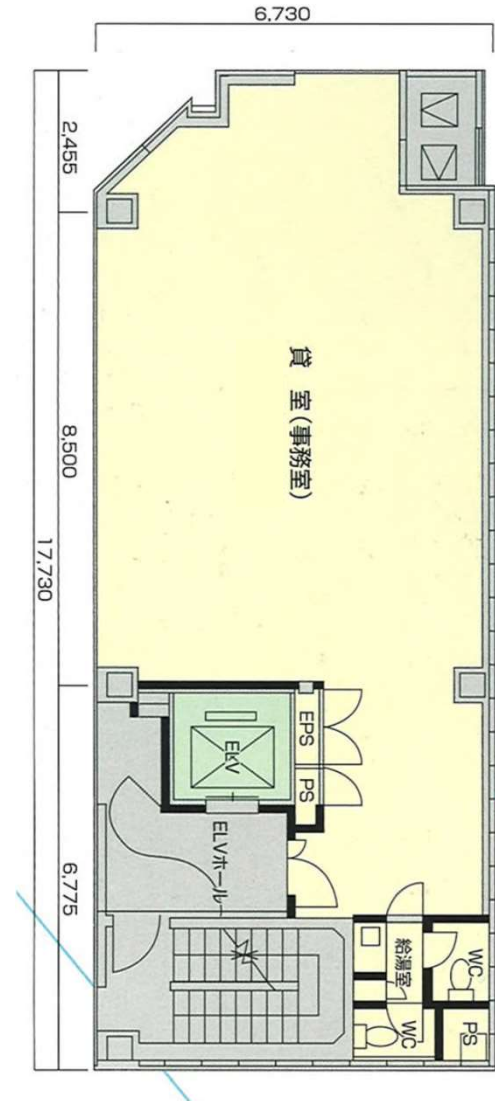 6,730
2,455
8,500
17,730
6,775
貸 室(事務室)
EPS
PS
ELV
ELVホール
給湯室
WC
WC
PS